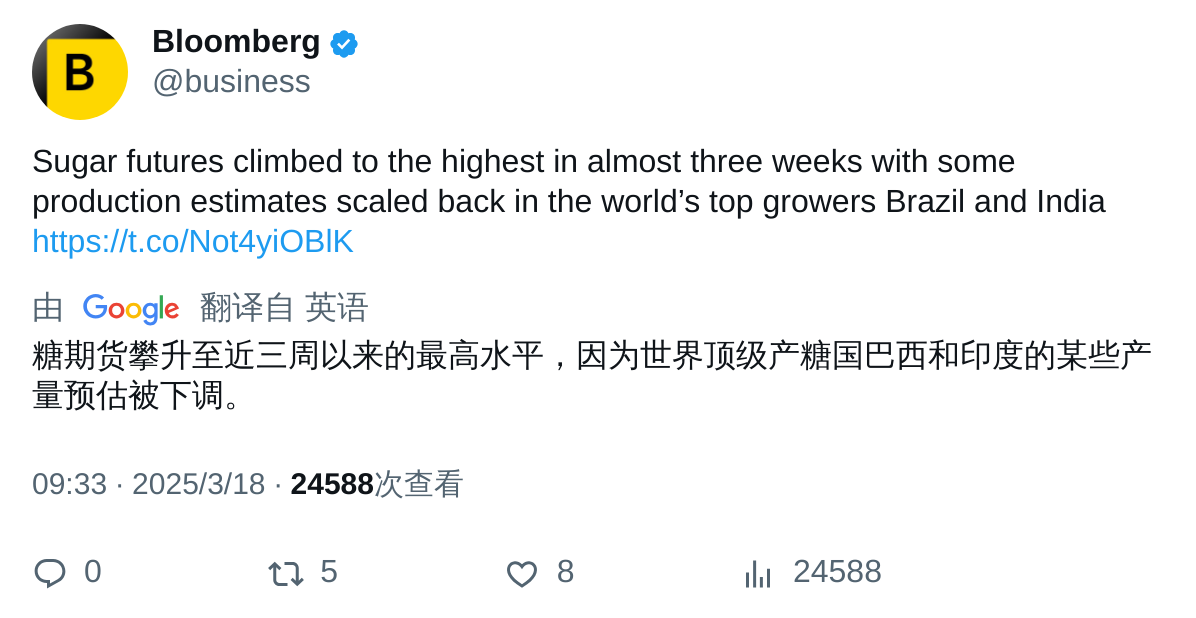 B
Bloomberg
@business
Sugar futures climbed to the highest in almost three weeks with some
production estimates scaled back in the world’s top growers Brazil and India
https://t.co/Not4yiOBlK
由 Google 翻译自 英语
糖期货攀升至近三周以来的最高水平，因为世界顶级产糖国巴西和印度的某些产
量预估被下调。
09:33 · 2025/3/18 · 24588次查看
0 5 8 24588